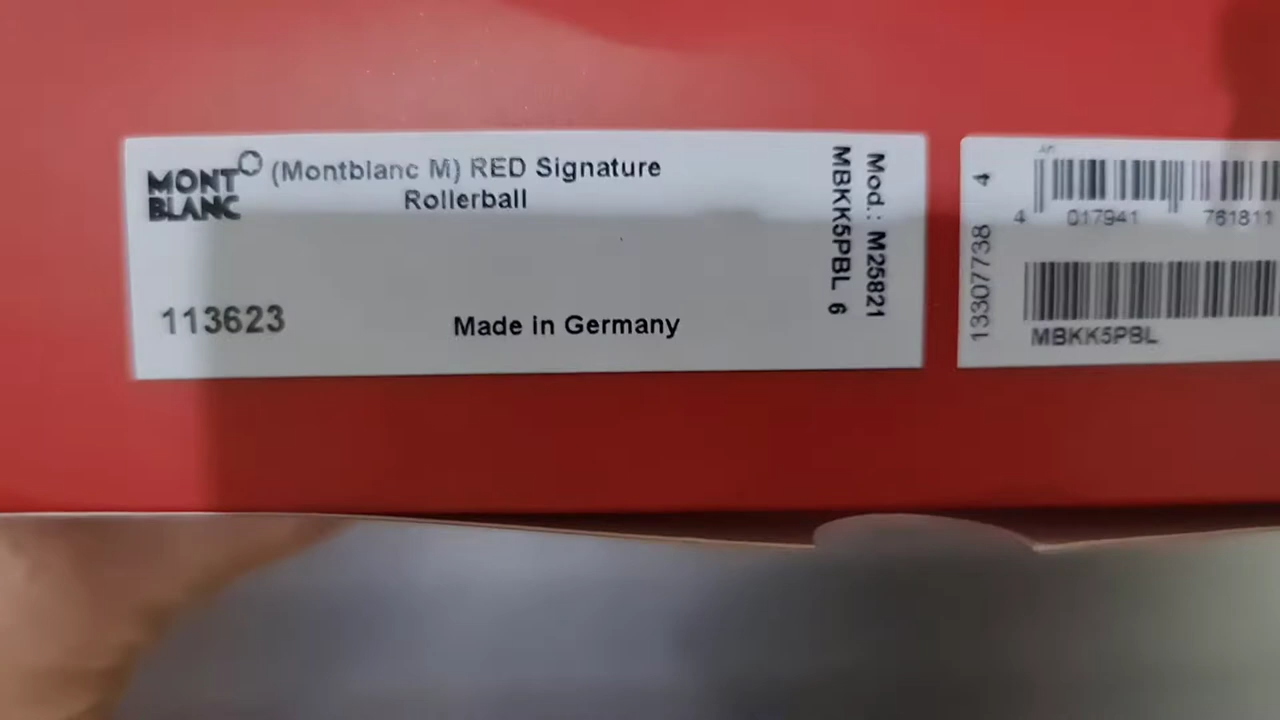 MONT
BLANC
(Montblanc M) RED Signature
Rollerball
113623
Made in Germany
Mod.: M25821
MBKK5PBL 6
13307738 4
4 017941 761811
MBKK5PBL